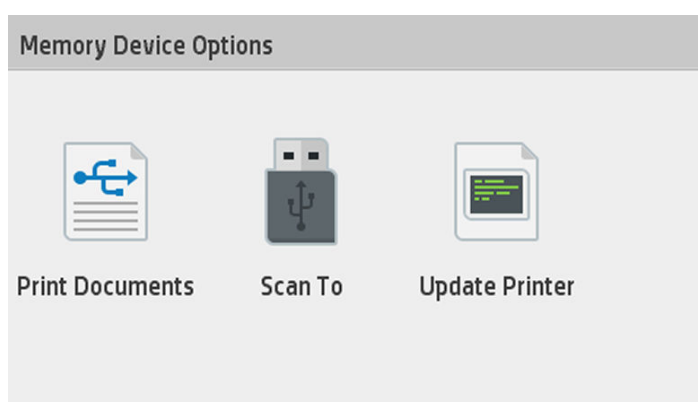 Memory Device Options
Print Documents
Scan To
Update Printer